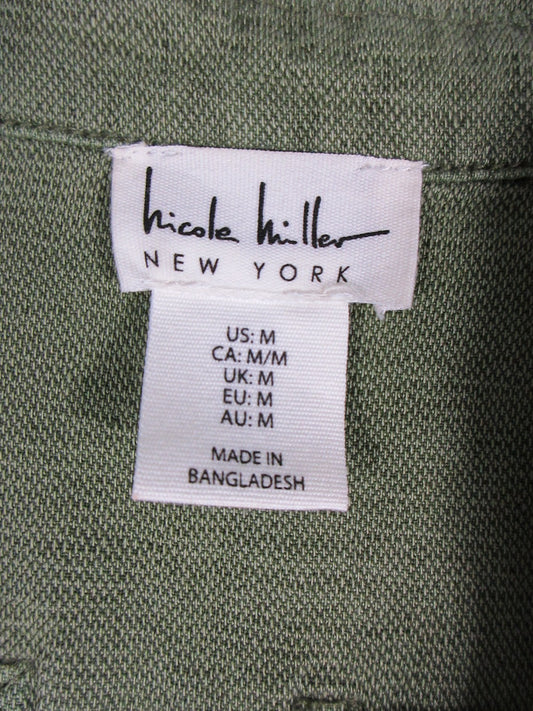 nicole miller
NEW YORK
US: M
CA: M/M
UK: M
EU: M
AU: M
MADE IN
BANGLADESH